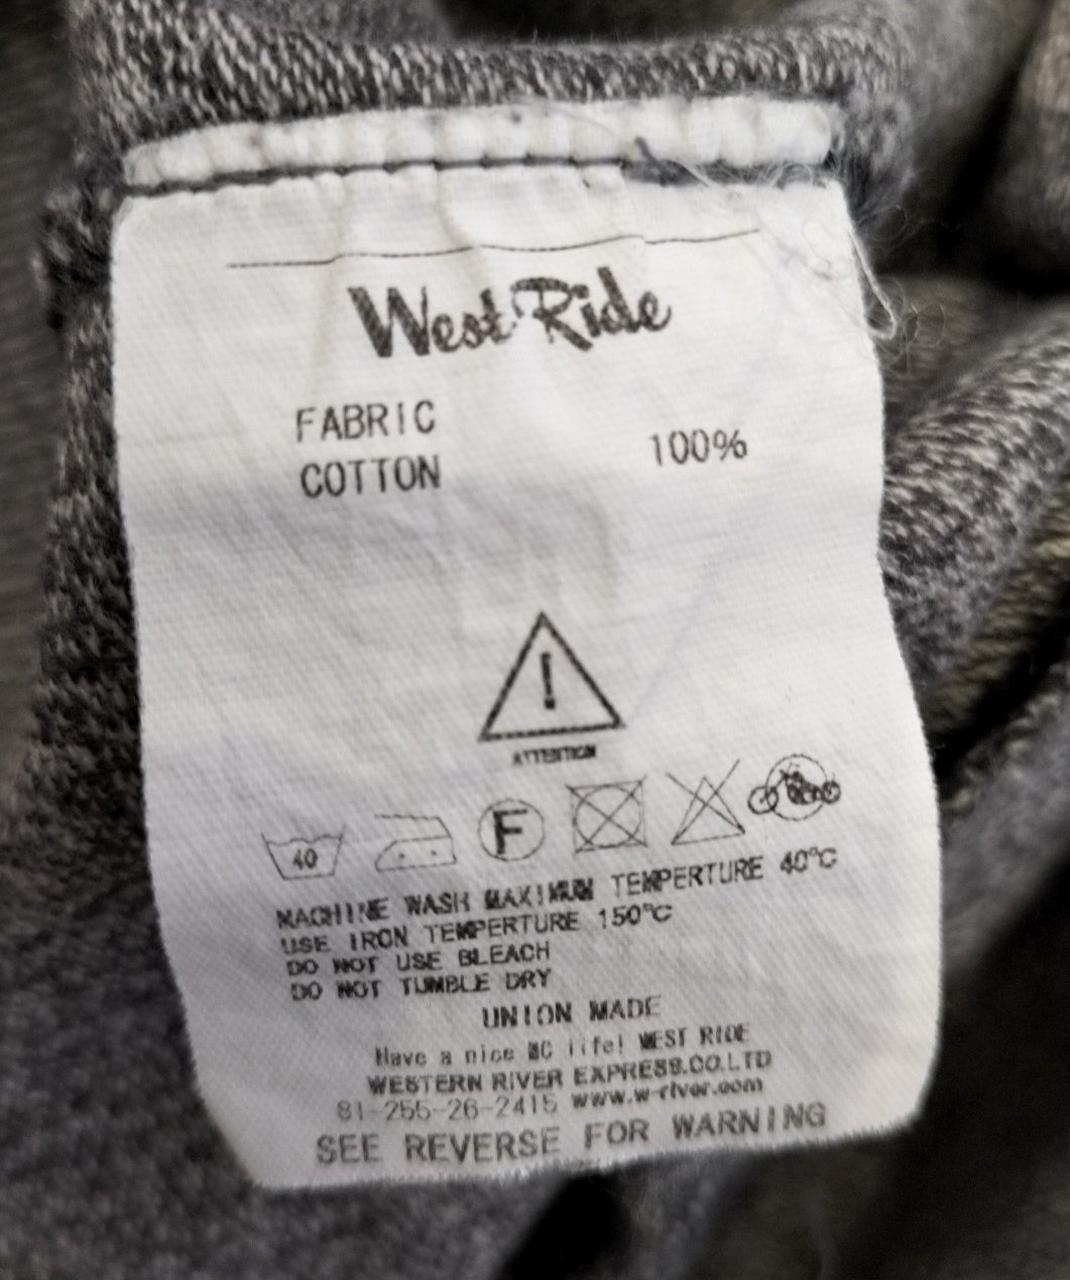 West Ride
FABRIC
COTTON 100%
!
ATTENTION
40 F
MACHINE WASH MAXIMUM TEMPERTURE 40°C
USE IRON TEMPERTURE 150°C
DO NOT USE BLEACH
DO NOT TUMBLE DRY
UNION MADE
Have a nice MC life! WEST RIDE
WESTERN RIVER EXPRESS.CO.LTD
81-255-26-2415 www.w-river.com
SEE REVERSE FOR WARNING